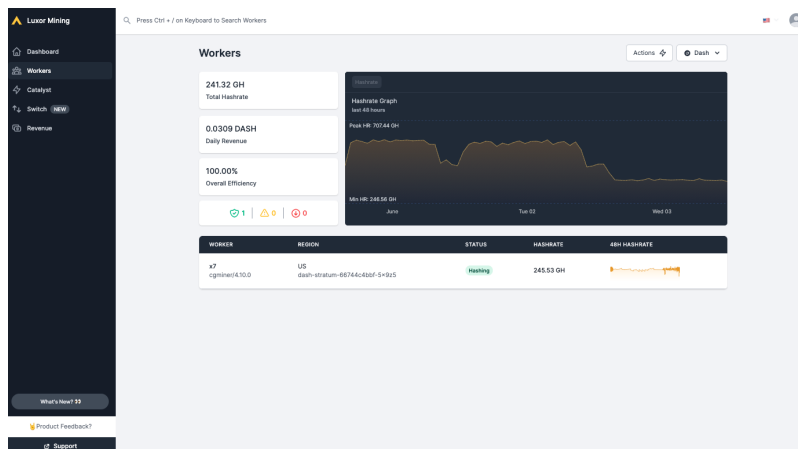 Luxor Mining
Press Ctrl + / on Keyboard to Search Workers
Dashboard
Workers
Catalyst
Switch NEW
Revenue
What's New?
Product Feedback?
Support
Workers
Actions
Dash
241.32 GH
Total Hashrate
0.0309 DASH
Daily Revenue
100.00%
Overall Efficiency
1 0 0
Hashrate
Hashrate Graph
last 48 hours
Peak HR: 707.44 GH
Min HR: 246.56 GH
June Tue 02 Wed 03
WORKER REGION STATUS HASHRATE 48H HASHRATE
x7 US Hashing 245.53 GH
cgminer/4.10.0 dash-stratum-66744c4bbf-5x9z5